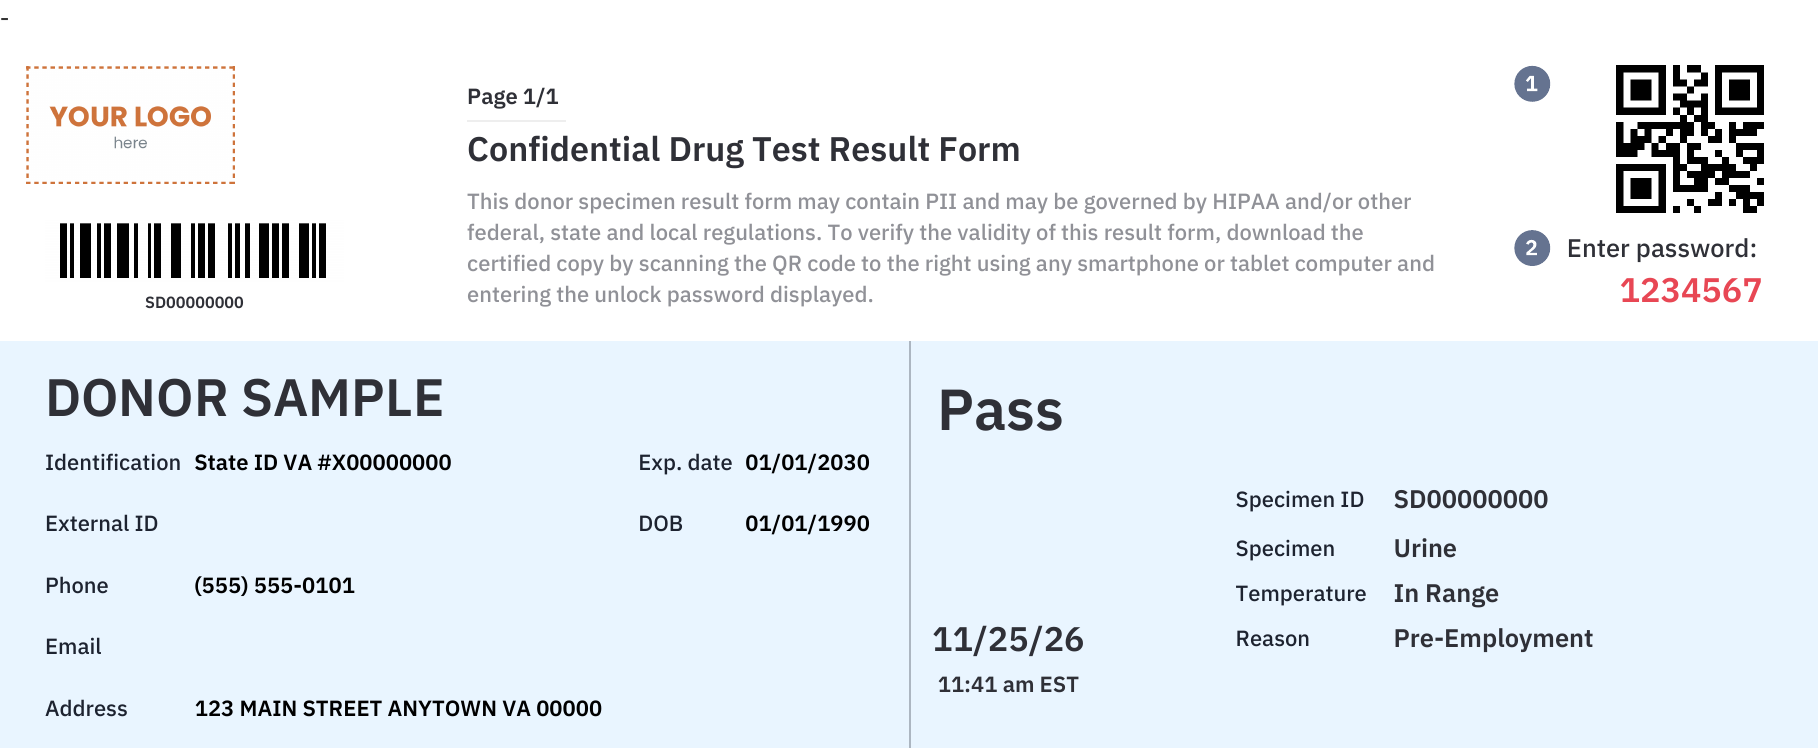 -
YOUR LOGO
here
SD00000000
Page 1/1
Confidential Drug Test Result Form
This donor specimen result form may contain PII and may be governed by HIPAA and/or other
federal, state and local regulations. To verify the validity of this result form, download the
certified copy by scanning the QR code to the right using any smartphone or tablet computer and
entering the unlock password displayed.
1
2 Enter password:
1234567
DONOR SAMPLE
Identification State ID VA #X00000000 Exp. date 01/01/2030
External ID DOB 01/01/1990
Phone (555) 555-0101
Email
Address 123 MAIN STREET ANYTOWN VA 00000
Pass
Specimen ID SD00000000
Specimen Urine
Temperature In Range
Reason Pre-Employment
11/25/26
11:41 am EST